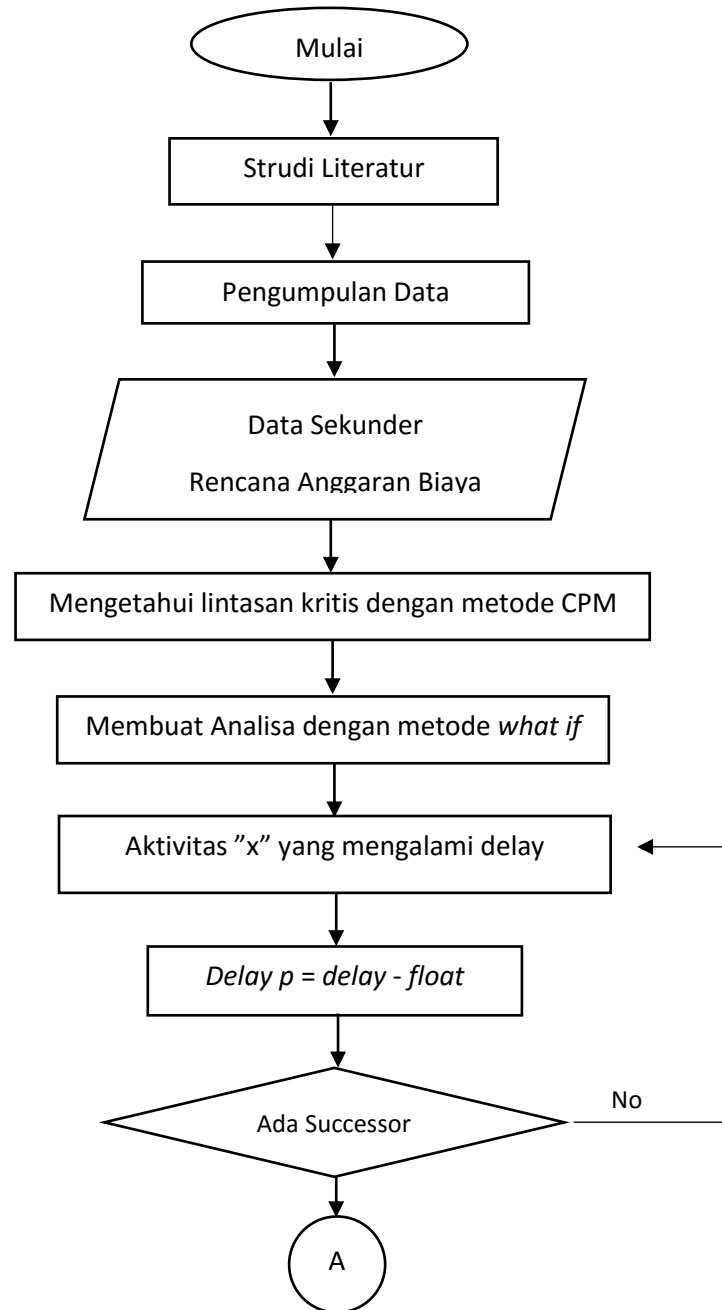 Mulai
Strudi Literatur
Pengumpulan Data
Data Sekunder
Rencana Anggaran Biaya
Mengetahui lintasan kritis dengan metode CPM
Membuat Analisa dengan metode what if
Aktivitas ”x” yang mengalami delay
Delay p = delay - float
Ada Successor
No
A